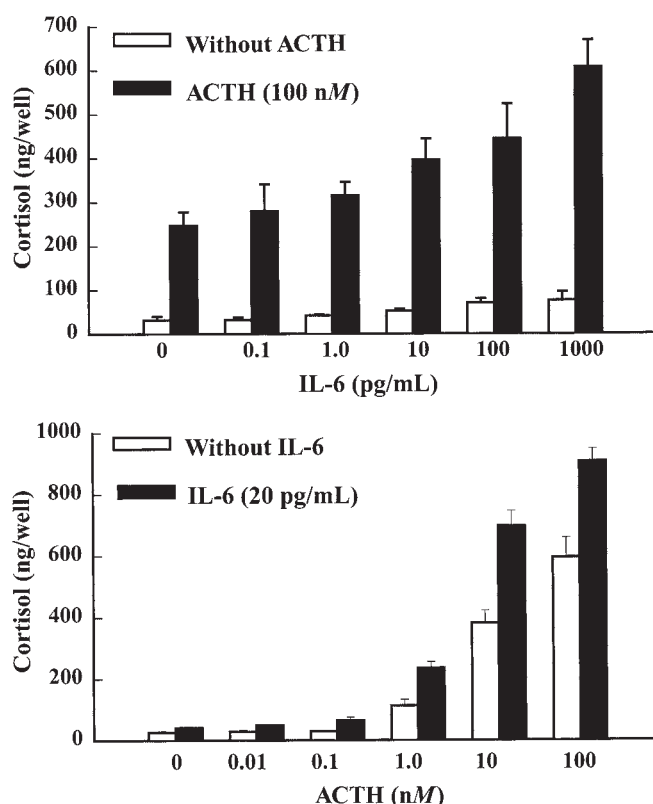 700
600
500
400
300
200
100
0
Cortisol (ng/well)
Without ACTH
ACTH (100 nM)
0 0.1 1.0 10 100 1000
IL-6 (pg/mL)
1000
800
600
400
200
0
Cortisol (ng/well)
Without IL-6
IL-6 (20 pg/mL)
0 0.01 0.1 1.0 10 100
ACTH (nM)